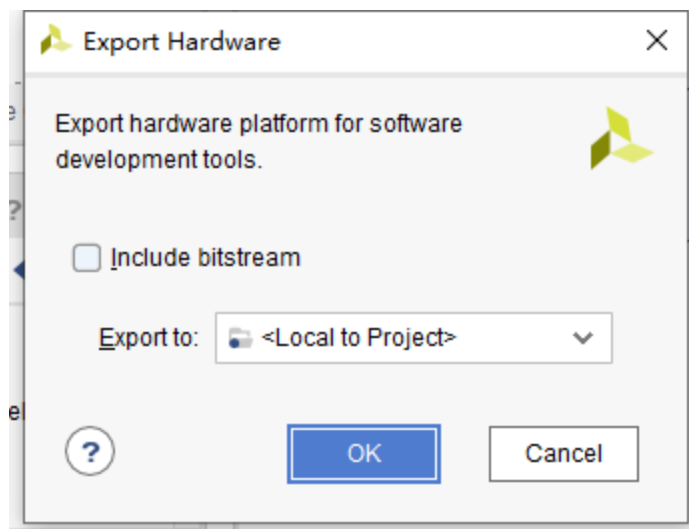 Export Hardware
Export hardware platform for software
development tools.
Include bitstream
Export to: <Local to Project>
?
OK
Cancel